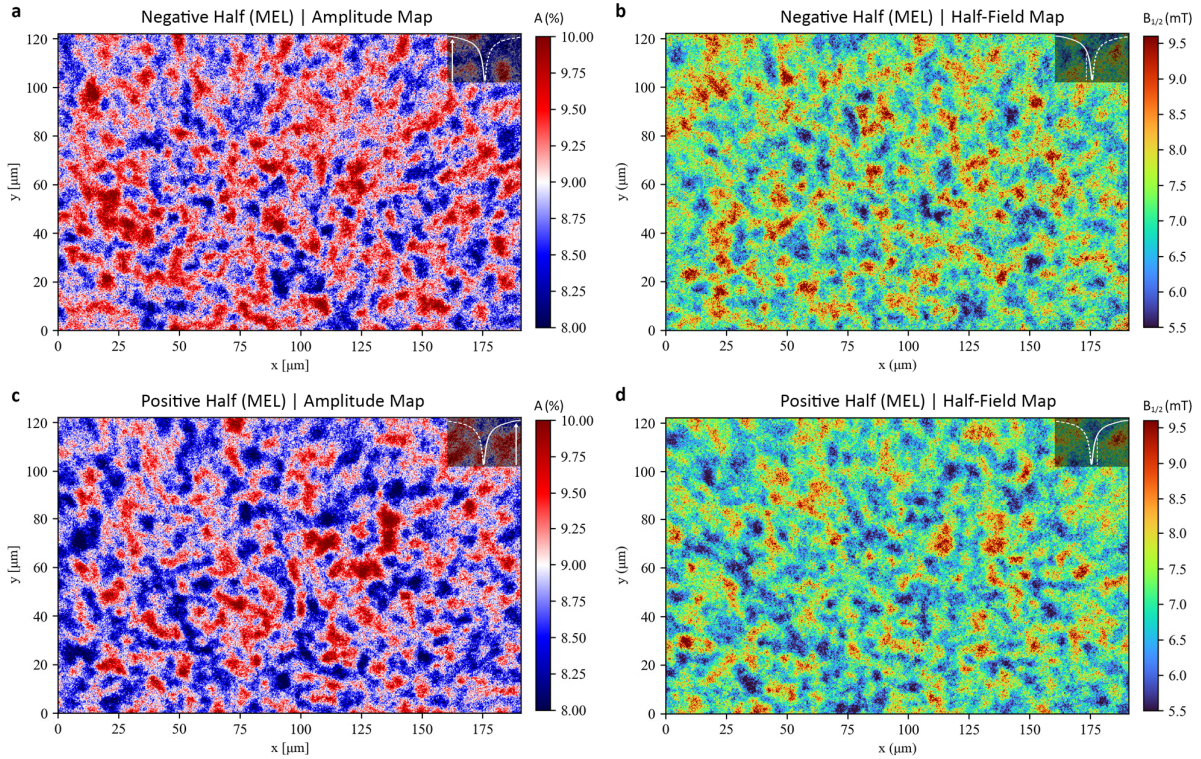 a
Negative Half (MEL) | Amplitude Map
A (%)
120
100
80
60
40
20
0
y [μm]
0 25 50 75 100 125 150 175
x [μm]
10.00
9.75
9.50
9.25
9.00
8.75
8.50
8.25
8.00
b
Negative Half (MEL) | Half-Field Map
B1/2 (mT)
120
100
80
60
40
20
0
y (μm)
0 25 50 75 100 125 150 175
x (μm)
9.5
9.0
8.5
8.0
7.5
7.0
6.5
6.0
5.5
c
Positive Half (MEL) | Amplitude Map
A (%)
120
100
80
60
40
20
0
y [μm]
0 25 50 75 100 125 150 175
x [μm]
10.00
9.75
9.50
9.25
9.00
8.75
8.50
8.25
8.00
d
Positive Half (MEL) | Half-Field Map
B1/2 (mT)
120
100
80
60
40
20
0
y (μm)
0 25 50 75 100 125 150 175
x (μm)
9.5
9.0
8.5
8.0
7.5
7.0
6.5
6.0
5.5